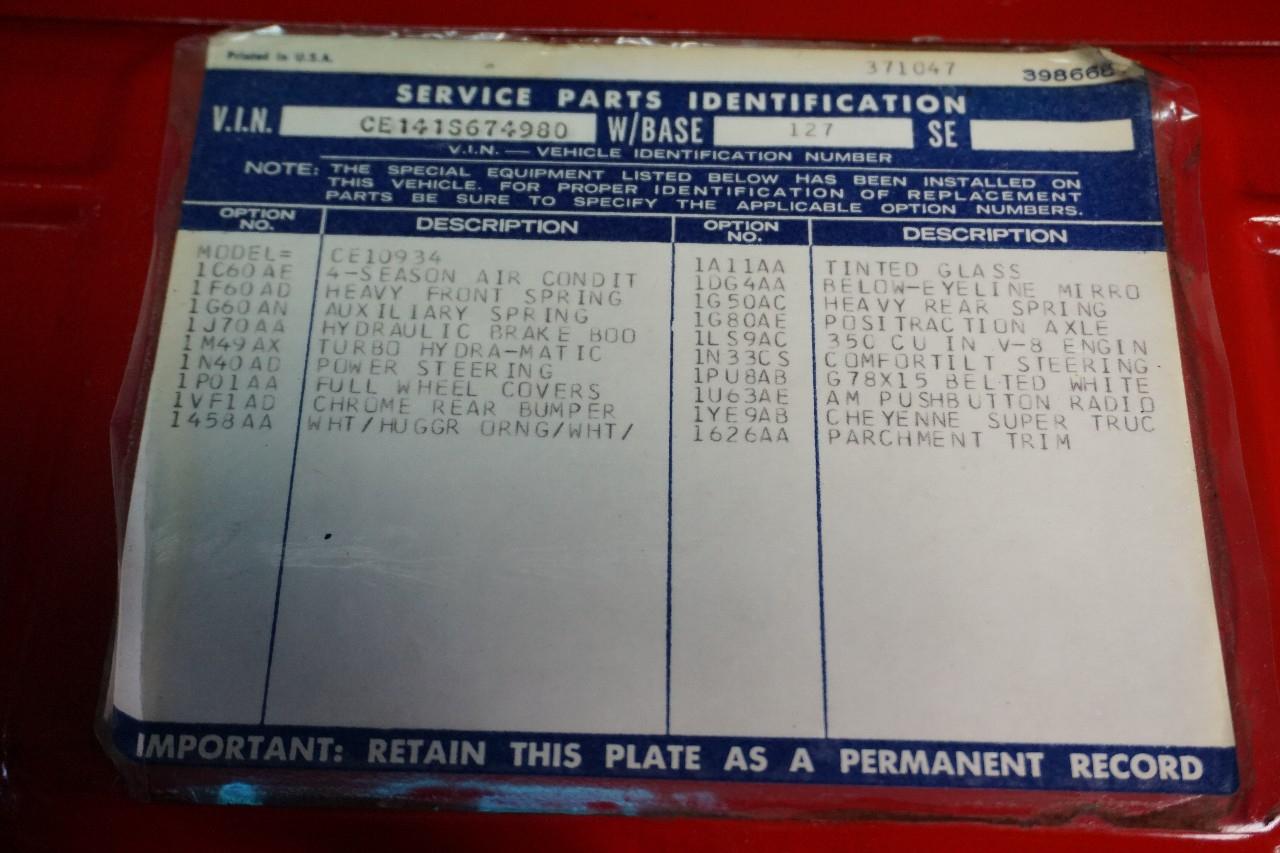 Printed in U.S.A. 371047 398668
SERVICE PARTS IDENTIFICATION
V.I.N. CE141S674980 W/BASE 127 SE
V.I.N. — VEHICLE IDENTIFICATION NUMBER
NOTE: THE SPECIAL EQUIPMENT LISTED BELOW HAS BEEN INSTALLED ON
THIS VEHICLE. FOR PROPER IDENTIFICATION OF REPLACEMENT
PARTS BE SURE TO SPECIFY THE APPLICABLE OPTION NUMBERS.
OPTION NO. DESCRIPTION
MODEL= CE10934
1C60AE 4-SEASON AIR CONDIT
1F60AD HEAVY FRONT SPRING
1G60AN AUXILIARY SPRING
1J70AA HYDRAULIC BRAKE BOO
1M49AX TURBO HYDRA-MATIC
1N40AD POWER STEERING
1P01AA FULL WHEEL COVERS
1VF1AD CHROME REAR BUMPER
1458AA WHT/HUGGR ORNG/WHT/
OPTION NO. DESCRIPTION
1A11AA TINTED GLASS
1DG4AA BELOW-EYELINE MIRRO
1G50AC HEAVY REAR SPRING
1G80AE POSITRACTION AXLE
1LS9AC 350 CU IN V-8 ENGIN
1N33CS COMFORTILT STEERING
1PU8AB G78X15 BELTED WHITE
1U63AE AM PUSHBUTTON RADIO
1YE9AB CHEYENNE SUPER TRUC
1626AA PARCHMENT TRIM
IMPORTANT: RETAIN THIS PLATE AS A PERMANENT RECORD